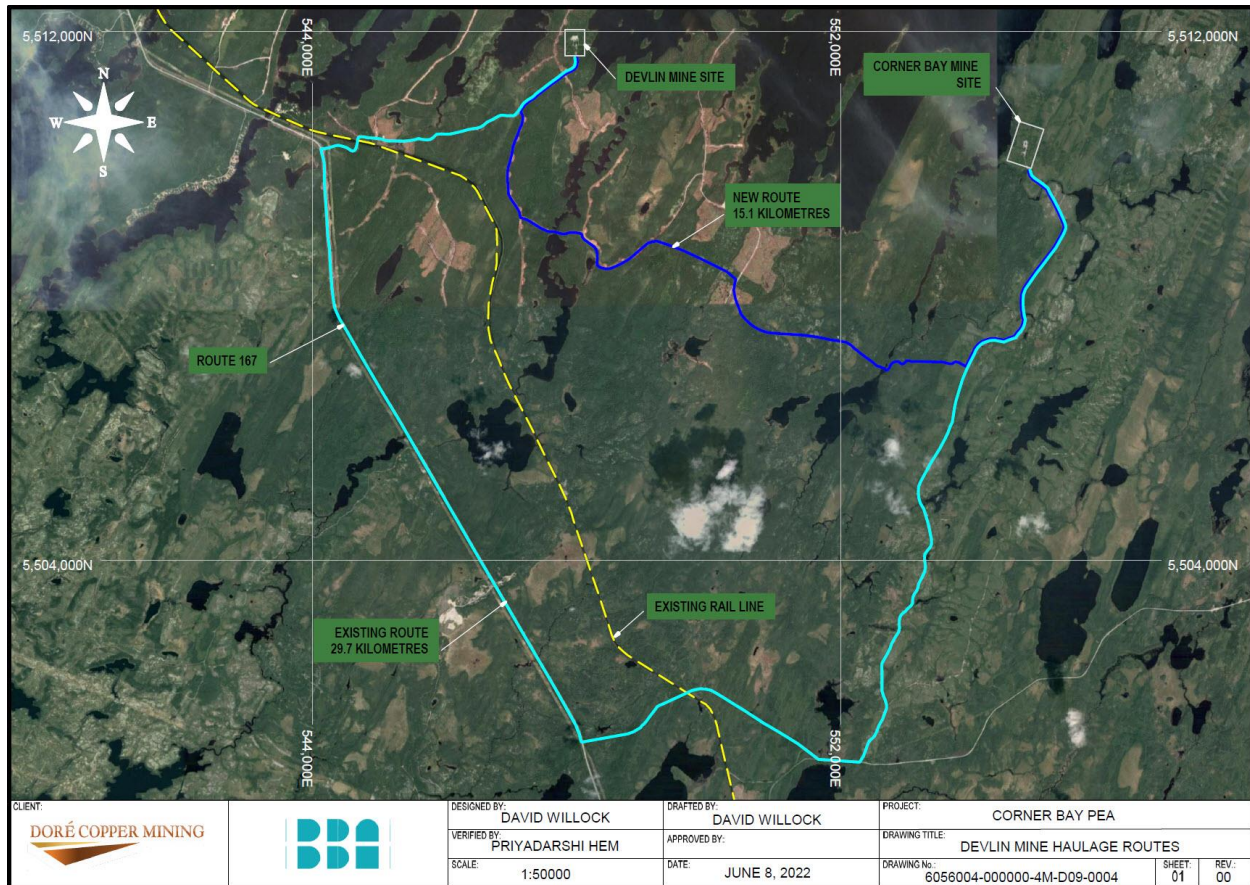 5,512,000N
544,000E
552,000E
5,512,000N
N
W
E
S
DEVLIN MINE SITE
CORNER BAY MINE
SITE
NEW ROUTE
15.1 KILOMETRES
ROUTE 167
5,504,000N
5,504,000N
EXISTING ROUTE
29.7 KILOMETRES
EXISTING RAIL LINE
544,000E
552,000E
CLIENT:
DORÉ COPPER MINING
BBA
DESIGNED BY:
DAVID WILLOCK
DRAFTED BY:
DAVID WILLOCK
PROJECT:
CORNER BAY PEA
VERIFIED BY:
PRIYADARSHI HEM
APPROVED BY:
DRAWING TITLE:
DEVLIN MINE HAULAGE ROUTES
SCALE:
1:50000
DATE:
JUNE 8, 2022
DRAWING No.:
6056004-000000-4M-D09-0004
SHEET:
01
REV.:
00